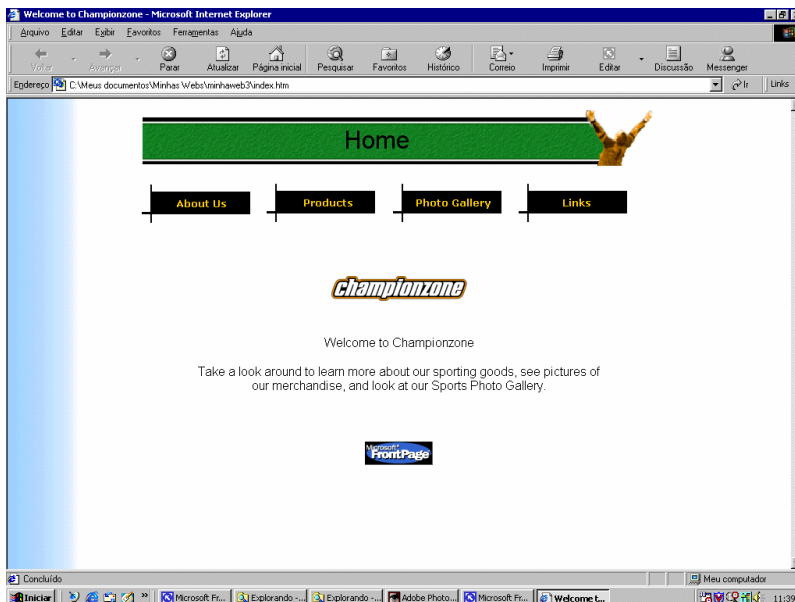 Welcome to Championzone - Microsoft Internet Explorer
Arquivo Editar Exibir Favoritos Ferramentas Ajuda
Voltar Avançar Parar Atualizar Página inicial Pesquisar Favoritos Histórico Correio Imprimir Editar Discussão Messenger
Endereço C:\Meus documentos\Minhas Webs\minhaweb3\index.htm Ir Links
Home
About Us Products Photo Gallery Links
championzone
Welcome to Championzone
Take a look around to learn more about our sporting goods, see pictures of
our merchandise, and look at our Sports Photo Gallery.
Microsoft
FrontPage
Concluído Meu computador
Iniciar » Microsoft Fr... Explorando -... Explorando -... Adobe Photo... Microsoft Fr... Welcome t... 11:39